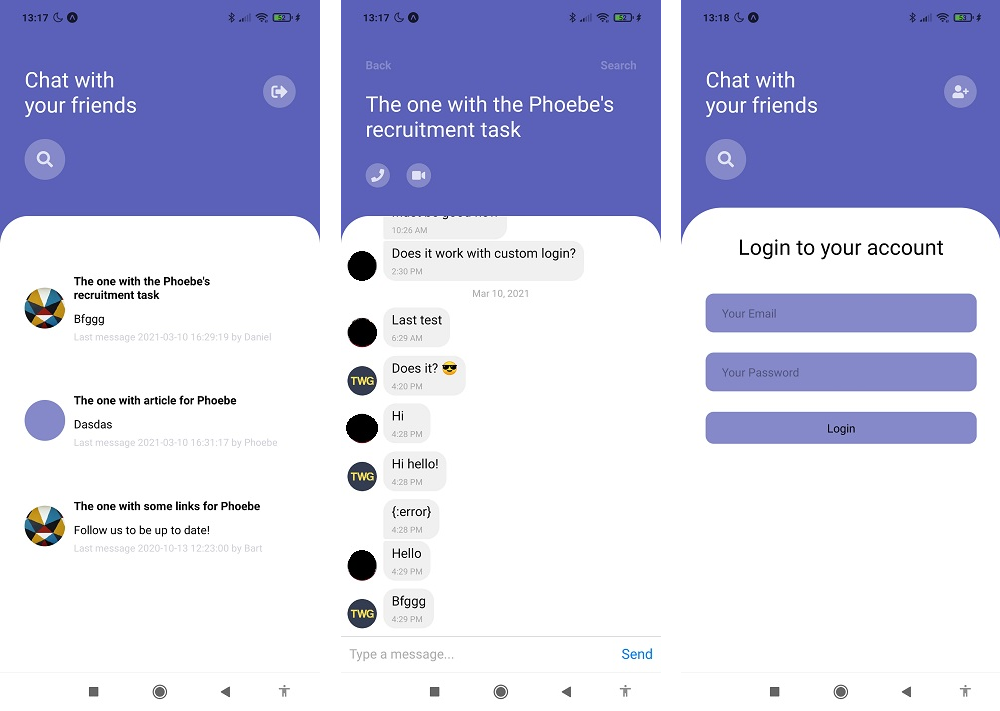 13:17
52
Chat with
your friends
The one with the Phoebe's
recruitment task
Bfggg
Last message 2021-03-10 16:29:19 by Daniel
The one with article for Phoebe
Dasdas
Last message 2021-03-10 16:31:17 by Phoebe
The one with some links for Phoebe
Follow us to be up to date!
Last message 2020-10-13 12:23:00 by Bart
13:17
52
Back
Search
The one with the Phoebe's
recruitment task
10:26 AM
Does it work with custom login?
2:30 PM
Mar 10, 2021
Last test
6:29 AM
TWG
Does it? 😎
4:20 PM
Hi
4:28 PM
TWG
Hi hello!
4:28 PM
{:error}
4:28 PM
Hello
4:29 PM
TWG
Bfggg
4:29 PM
Type a message...
Send
13:18
53
Chat with
your friends
Login to your account
Your Email
Your Password
Login